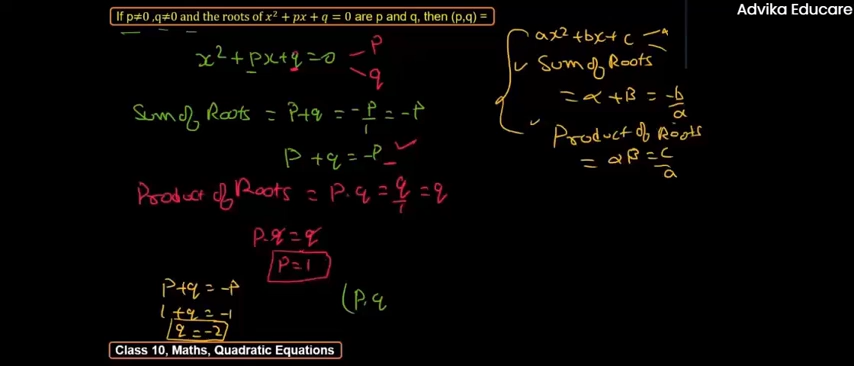 Advika Educare
If p≠0 ,q≠0 and the roots of x² + px + q = 0 are p and q, then (p,q) =
x² + px + q = 0
P
q
Sum of Roots = P+q = -P/1 = -P
P + q = -P
Product of Roots = P.q = q/1 = q
P.q = q
P = 1
P+q = -P
1 + q = -1
q = -2
(P, q
ax² + bx + c
Sum of Roots
= α + β = -b/a
Product of Roots
= αβ = c/a
Class 10, Maths, Quadratic Equations